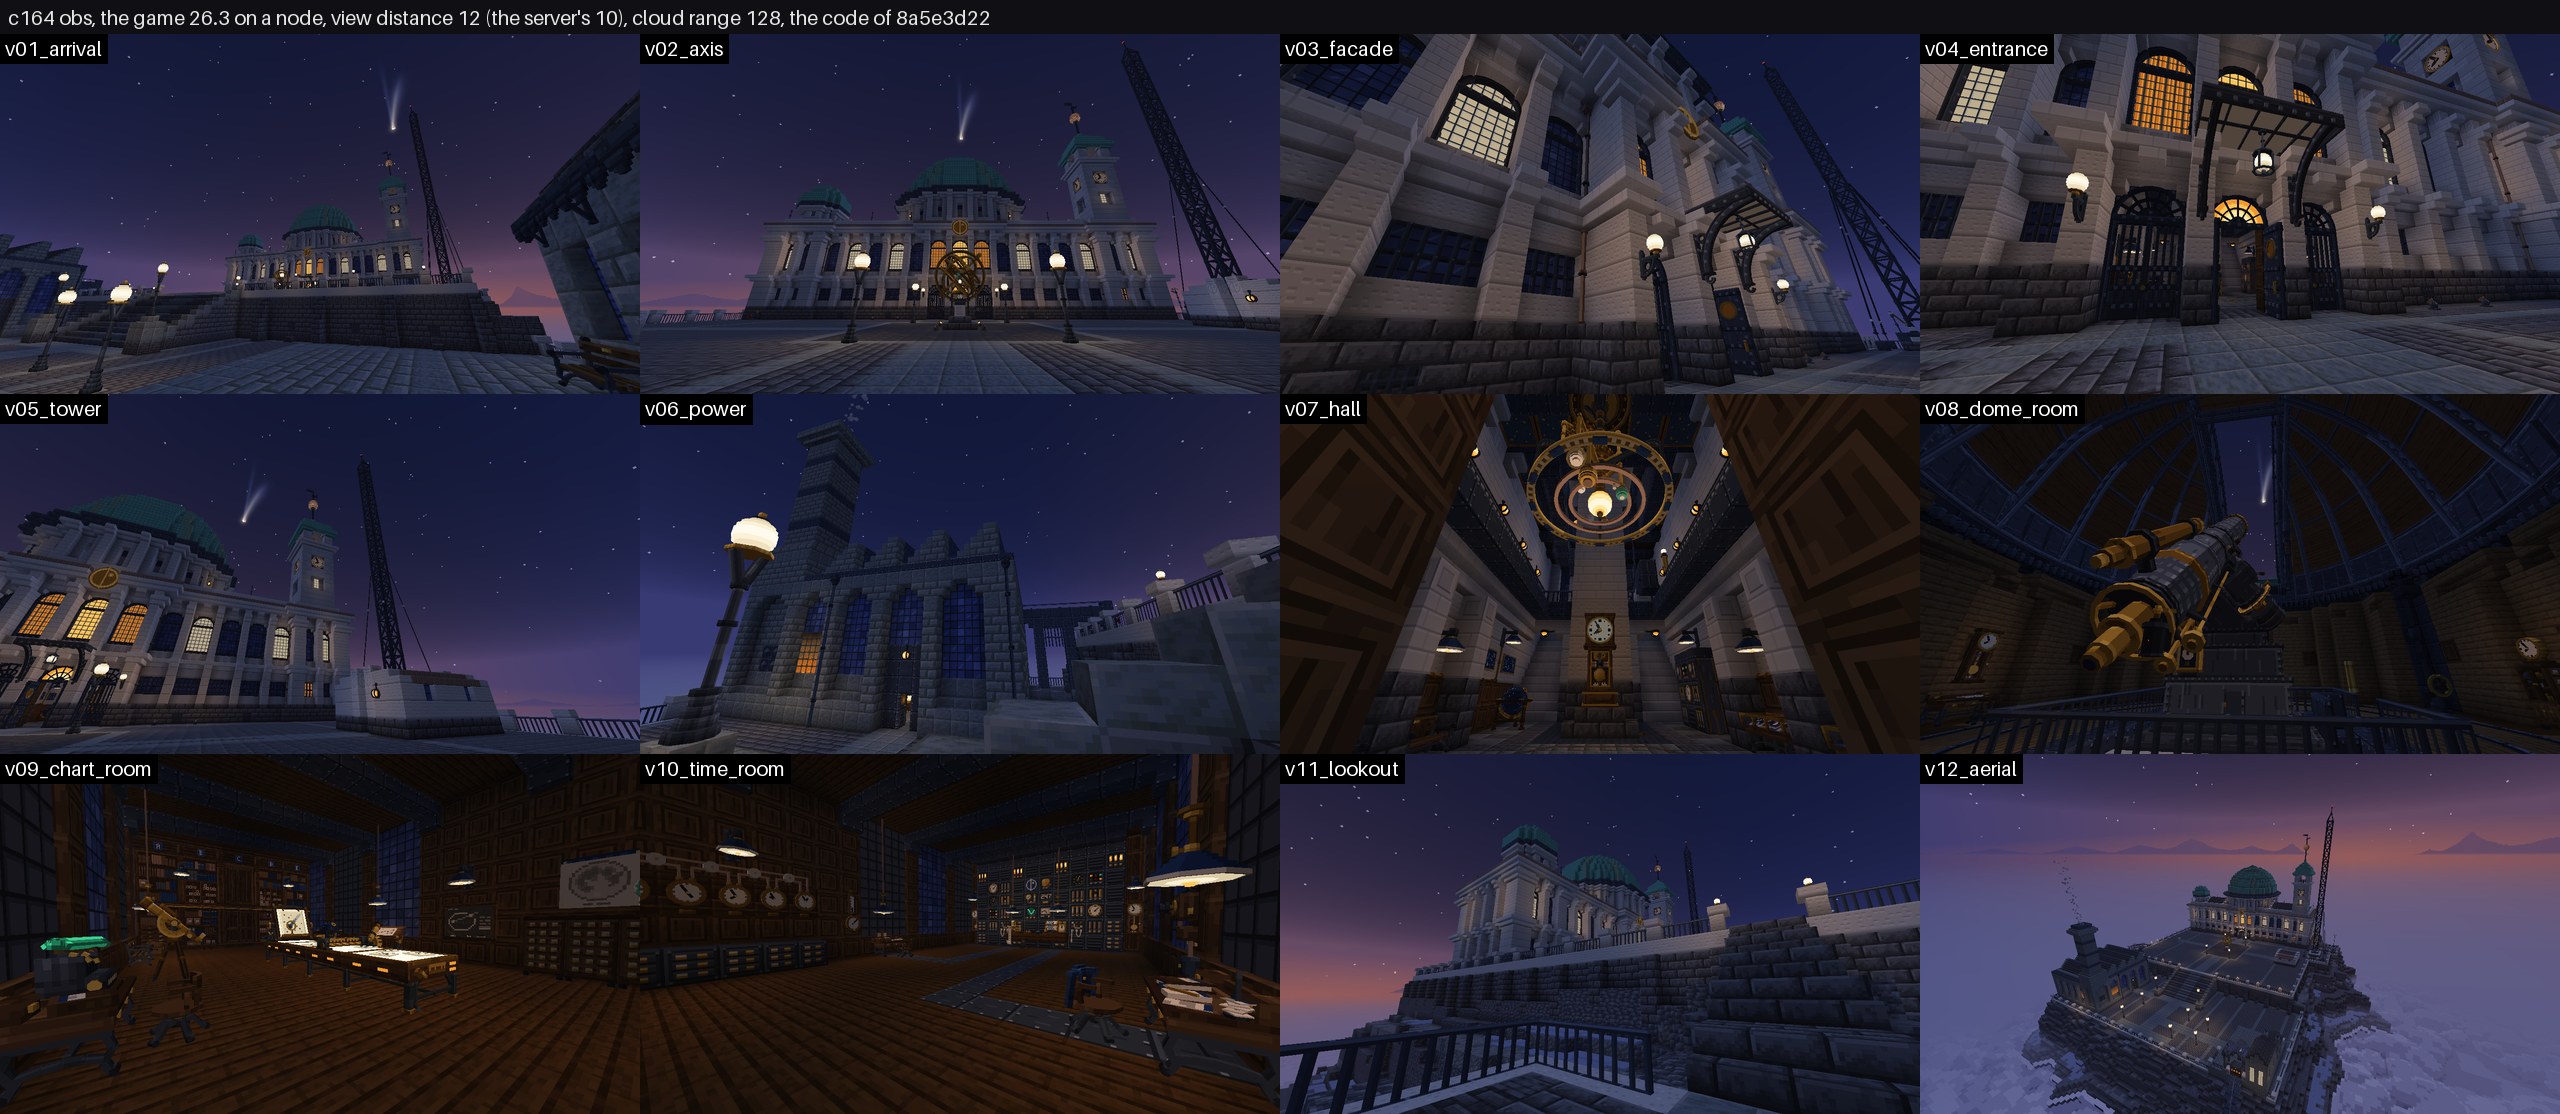 c164 obs, the game 26.3 on a node, view distance 12 (the server's 10), cloud range 128, the code of 8a5e3d22
v01_arrival
v02_axis
v03_facade
v04_entrance
v05_tower
v06_power
v07_hall
v08_dome_room
v09_chart_room
v10_time_room
v11_lookout
v12_aerial